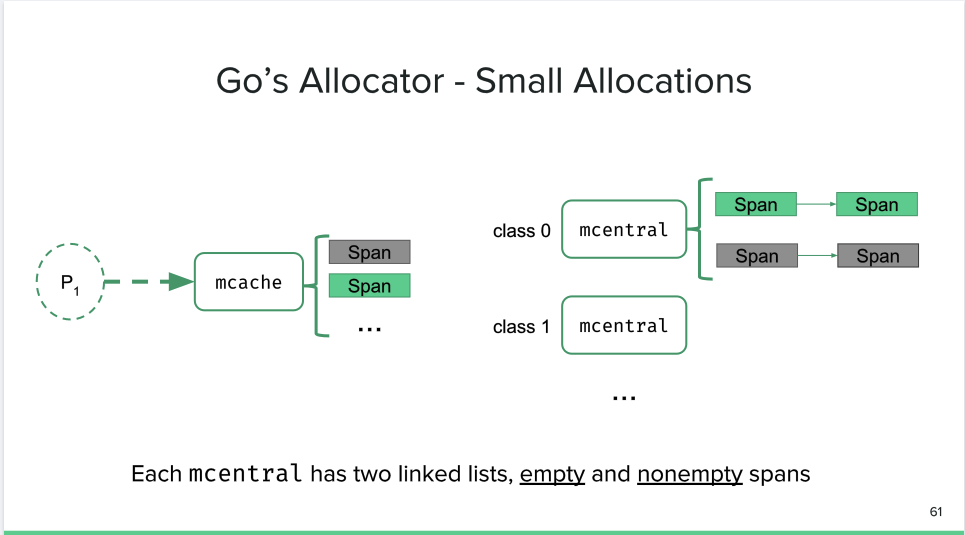 Go’s Allocator - Small Allocations
P1
mcache
Span
Span
...
class 0
mcentral
Span
Span
Span
Span
class 1
mcentral
...
Each mcentral has two linked lists, empty and nonempty spans
61